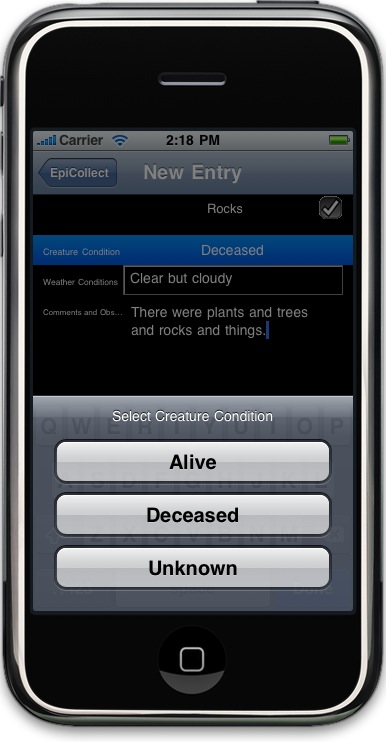 Carrier 2:18 PM
EpiCollect New Entry
Rocks
Creature Condition Deceased
Weather Conditions Clear but cloudy
Comments and Obs... There were plants and trees
and rocks and things.
Select Creature Condition
Q W E R T Y U I O P
Alive
Deceased
Z X C V B N M
Unknown